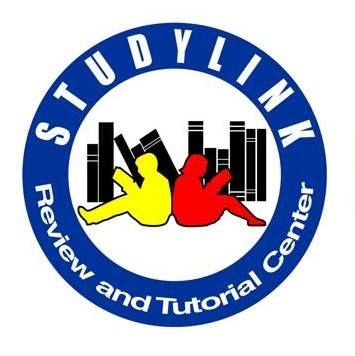 STUDYLINK
Review and Tutorial Center